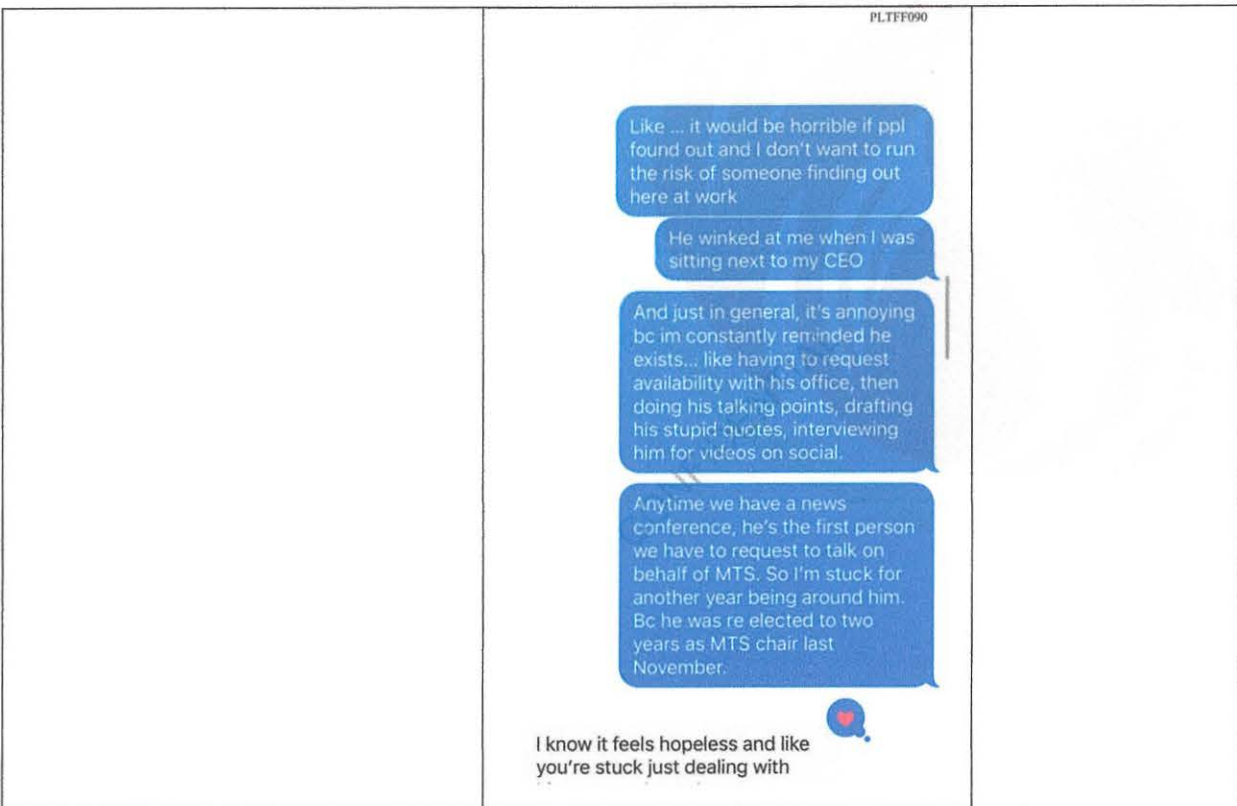 PLTFF090
Like ... it would be horrible if ppl
found out and I don't want to run
the risk of someone finding out
here at work
He winked at me when I was
sitting next to my CEO
And just in general, it's annoying
bc im constantly reminded he
exists... like having to request
availability with his office, then
doing his talking points, drafting
his stupid quotes, interviewing
him for videos on social.
Anytime we have a news
conference, he's the first person
we have to request to talk on
behalf of MTS. So I'm stuck for
another year being around him.
Bc he was re elected to two
years as MTS chair last
November.
I know it feels hopeless and like
you're stuck just dealing with